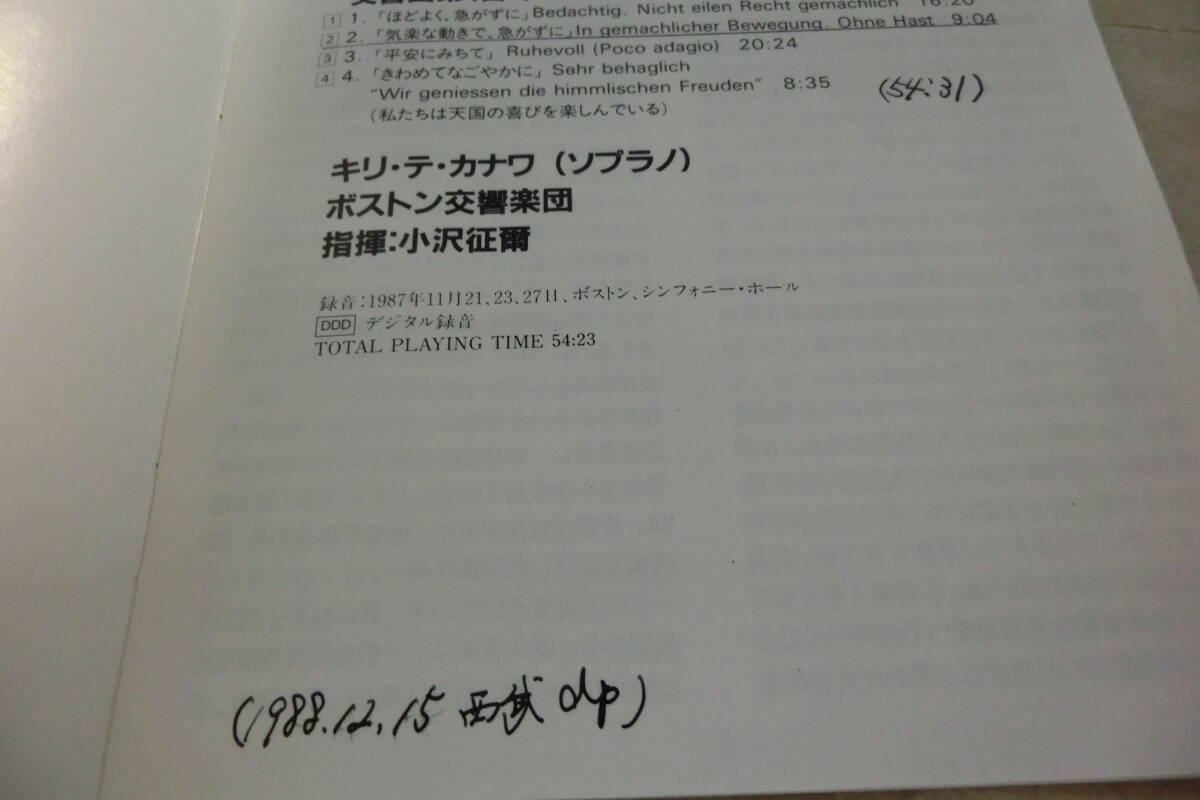 1 1.「ほどよく、急がずに」Bedachtig. Nicht eilen Recht gemächlich 16:20
2 2.「気楽な動きで、急がずに」In gemachlicher Bewegung. Ohne Hast 9:04
3 3.「平安にみちて」 Ruhevoll (Poco adagio) 20:24
4 4.「きわめてなごやかに」 Sehr behaglich
“Wir geniessen die himmlischen Freuden” 8:35
(54:31)
（私たちは天国の喜びを楽しんでいる）
キリ・テ・カナワ（ソプラノ）
ボストン交響楽団
指揮:小沢征爾
録音:1987年11月21、23、27日、ボストン、シンフォニー・ホール
DDD デジタル録音
TOTAL PLAYING TIME 54:23
(1988.12.15 西武 dp)